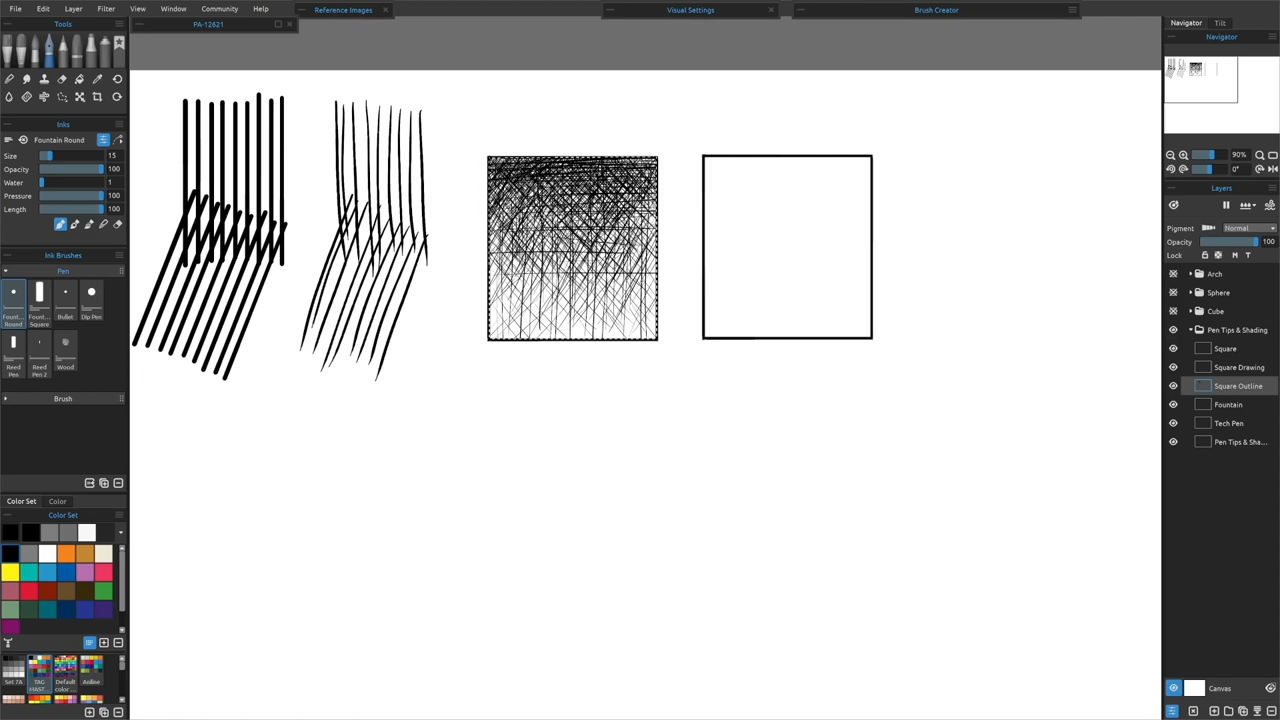 File Edit Layer Filter View Window Community Help
Reference Images
Visual Settings
Brush Creator
PA-12621
Tools
Inks
Fountain Round
Size 15
Opacity 100
Water 1
Pressure 100
Length 100
Ink Brushes
Pen
Fount... Round
Fount... Square
Bullet
Dip Pen
Reed Pen
Reed Pen 2
Wood
Brush
Color Set Color
Color Set
Set 7A
TAG MAST...
Default color ...
Anline
Navigator Tilt
Navigator
90%
0°
Layers
Pigment Normal
Opacity 100
Lock M T
Arch
Sphere
Cube
Pen Tips & Shading
Square
Square Drawing
Square Outline
Fountain
Tech Pen
Pen Tips & Sha...
Canvas